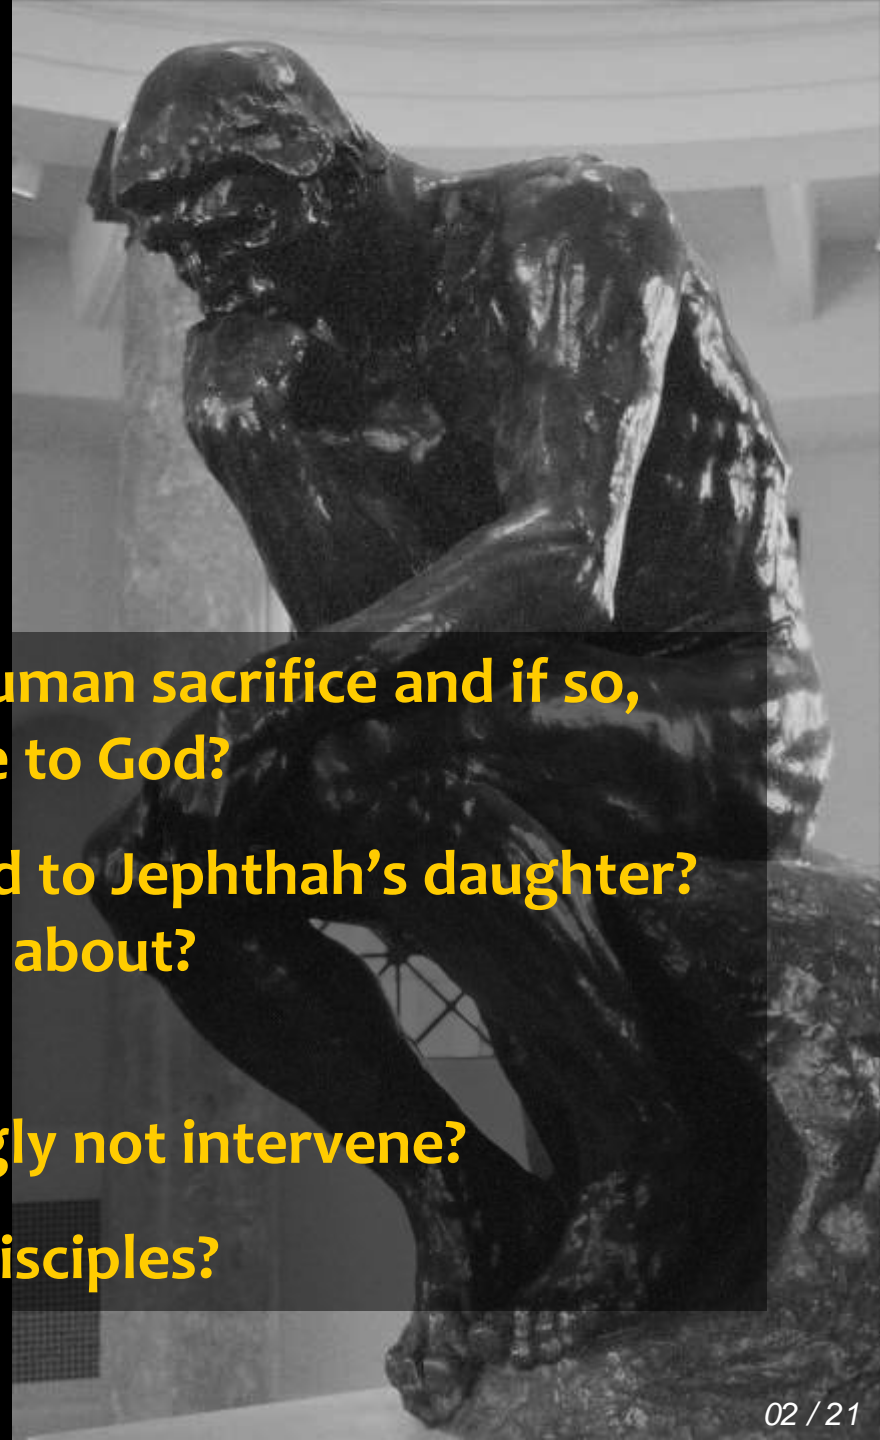 uman sacrifice and if so,
e to God?
d to Jephthah’s daughter?
about?
gly not intervene?
isciples?
02 / 21